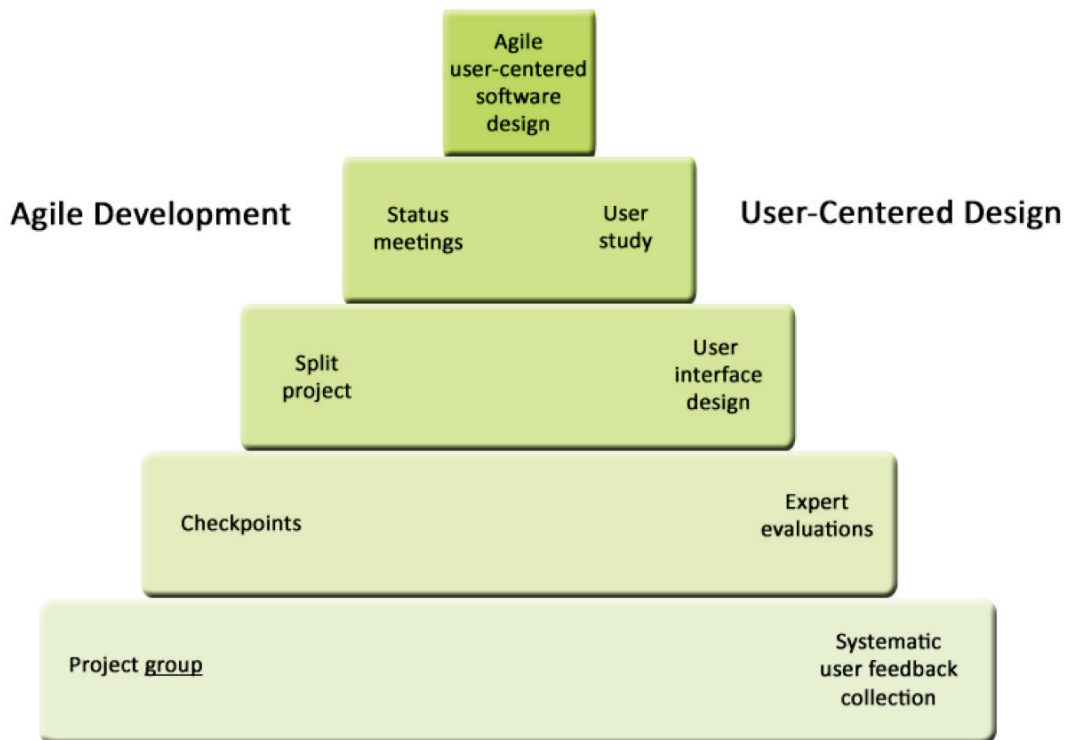 Agile
user-centered
software
design
Agile Development
Status
meetings
User
study
User-Centered Design
Split
project
User
interface
design
Checkpoints
Expert
evaluations
Project group
Systematic
user feedback
collection